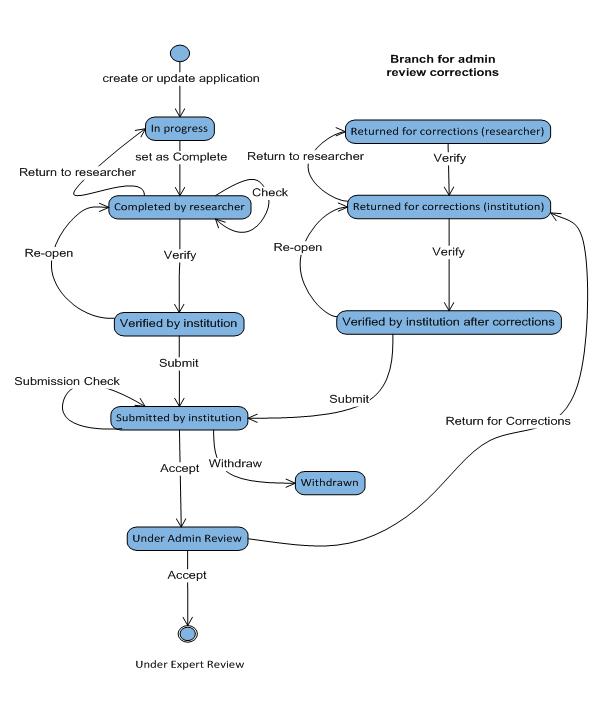 Branch for admin
review corrections
create or update application
In progress
Returned for corrections (researcher)
set as Complete
Return to researcher
Verify
Return to researcher
Check
Completed by researcher
Returned for corrections (institution)
Re-open
Verify
Re-open
Verify
Verified by institution
Verified by institution after corrections
Submit
Submission Check
Submit
Submitted by institution
Return for Corrections
Accept
Withdraw
Withdrawn
Under Admin Review
Accept
Under Expert Review